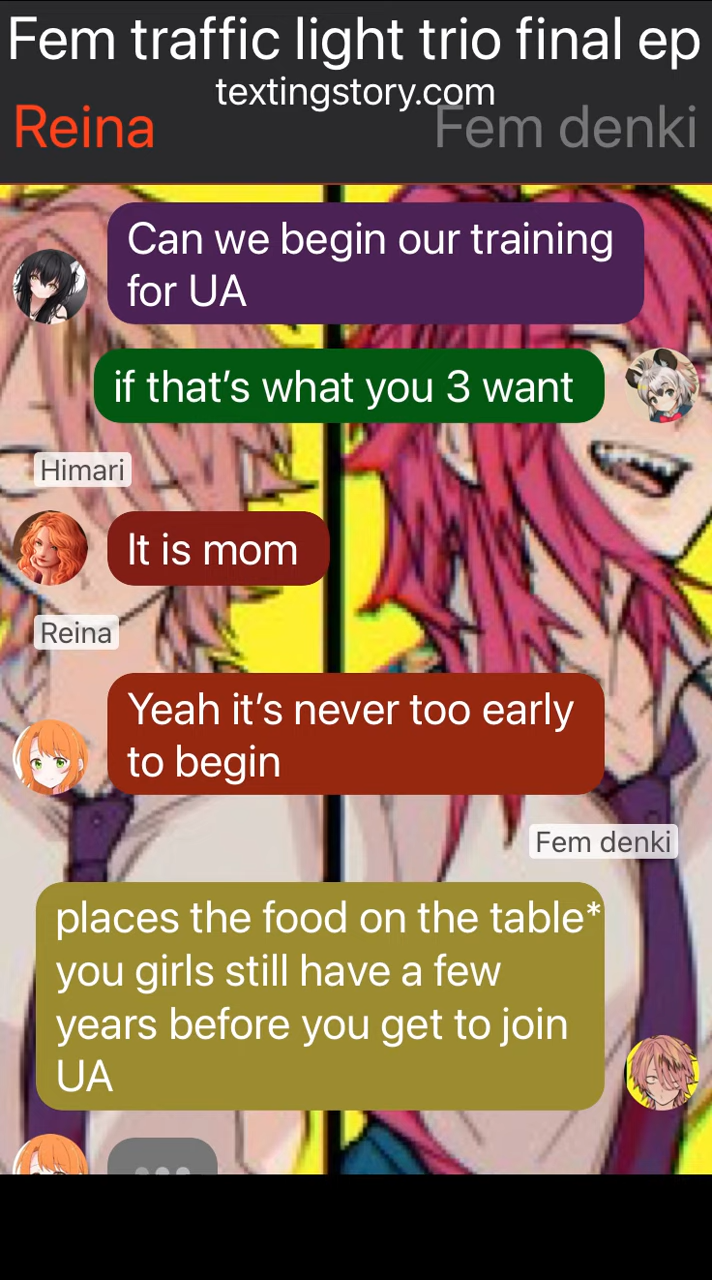 Fem traffic light trio final ep
textingstory.com
Reina
Fem denki
Can we begin our training
for UA
if that’s what you 3 want
Himari
It is mom
Reina
Yeah it’s never too early
to begin
Fem denki
places the food on the table*
you girls still have a few
years before you get to join
UA